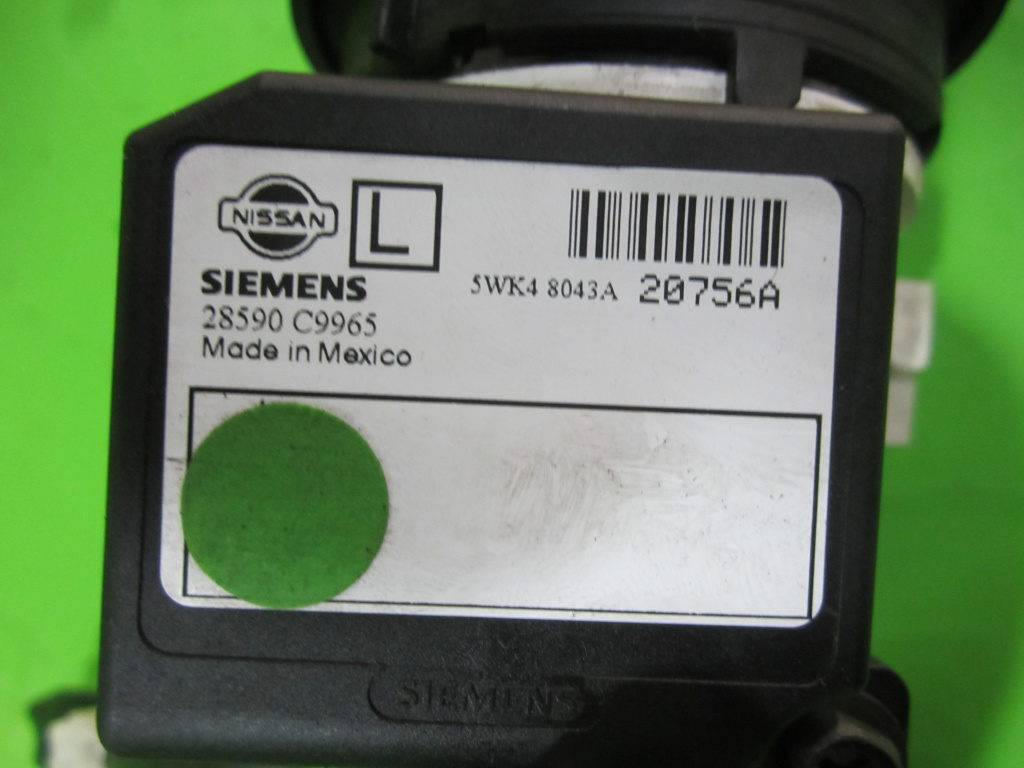 NISSAN
L
SIEMENS
28590 C9965
Made in Mexico
5WK4 8043A 20756A
SIEMENS